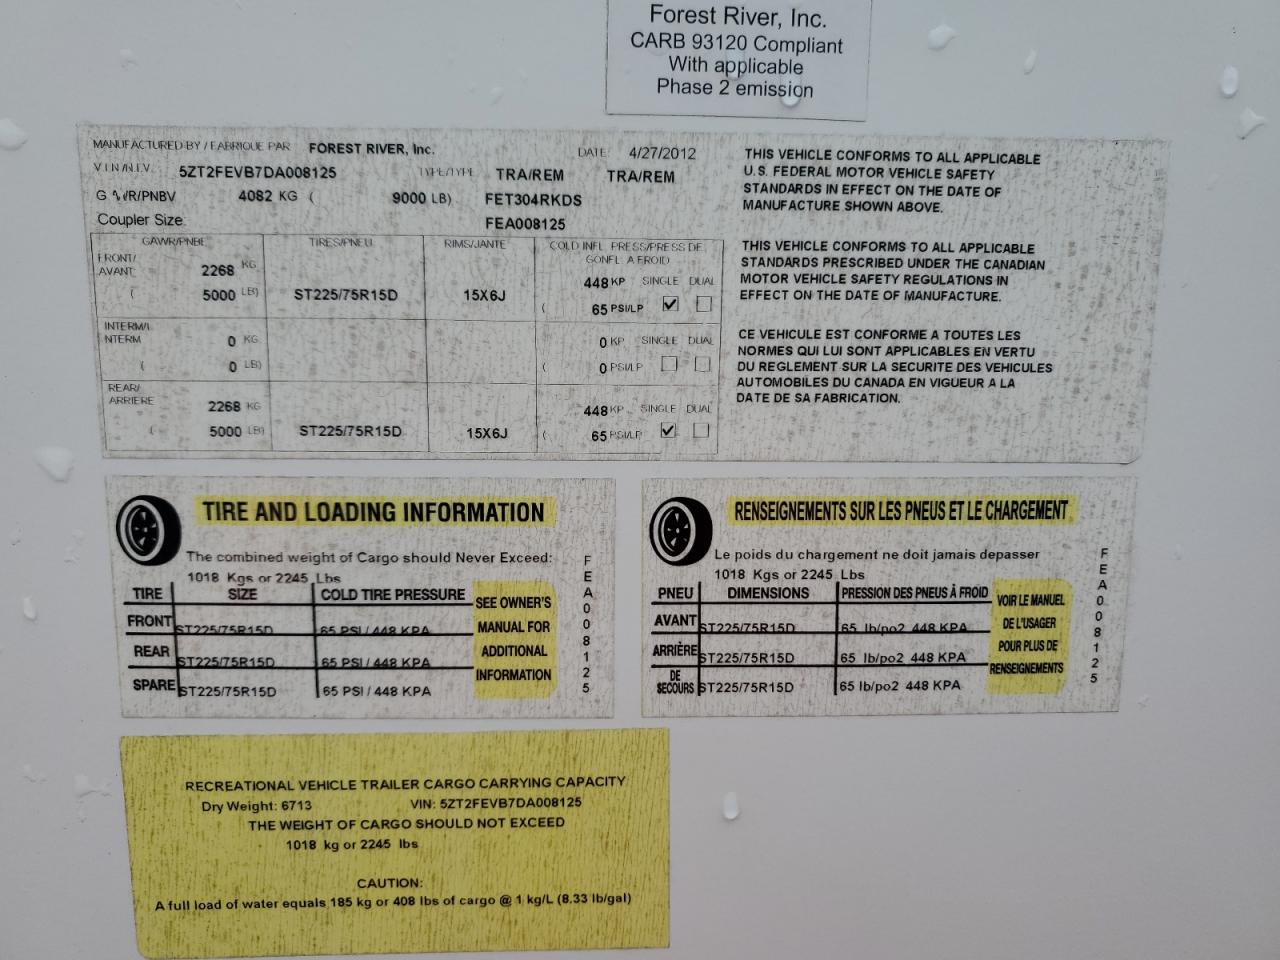 Forest River, Inc.
CARB 93120 Compliant
With applicable
Phase 2 emission
MANUFACTURED BY / FABRIQUE PAR FOREST RIVER, Inc. DATE: 4/27/2012
V.I.N./N.I.V. 5ZT2FEVB7DA008125 TYPE/TYPE TRA/REM TRA/REM
/PNBV 4082 KG ( 9000 LB) FET304RKDS
Coupler Size: FEA008125
GAWR/PNBE TIRES/PNEU RIMS/JANTE COLD INFL. PRESS/PRESS DE
GONFL. A FROID
FRONT/
AVANT 2268 KG 448 KP SINGLE DUAL
( 5000 LB) ST225/75R15D 15X6J ( 65 PSI/LP
INTERM/I
NTERM 0 KG 0 KP SINGLE DUAL
( 0 LB) 0 PSI/LP
REAR/
ARRIERE 2268 KG 448 KP SINGLE DUAL
( 5000 LB) ST225/75R15D 15X6J ( 65 PSI/LP
THIS VEHICLE CONFORMS TO ALL APPLICABLE
U.S. FEDERAL MOTOR VEHICLE SAFETY
STANDARDS IN EFFECT ON THE DATE OF
MANUFACTURE SHOWN ABOVE.
THIS VEHICLE CONFORMS TO ALL APPLICABLE
STANDARDS PRESCRIBED UNDER THE CANADIAN
MOTOR VEHICLE SAFETY REGULATIONS IN
EFFECT ON THE DATE OF MANUFACTURE.
CE VEHICULE EST CONFORME A TOUTES LES
NORMES QUI LUI SONT APPLICABLES EN VERTU
DU REGLEMENT SUR LA SECURITE DES VEHICULES
AUTOMOBILES DU CANADA EN VIGUEUR A LA
DATE DE SA FABRICATION.
TIRE AND LOADING INFORMATION
The combined weight of Cargo should Never Exceed:
1018 Kgs or 2245 Lbs
TIRE SIZE COLD TIRE PRESSURE
FRONT ST225/75R15D 65 PSI / 448 KPA
REAR ST225/75R15D 65 PSI / 448 KPA
SPARE ST225/75R15D 65 PSI / 448 KPA
SEE OWNER'S
MANUAL FOR
ADDITIONAL
INFORMATION
FEA008125
RENSEIGNEMENTS SUR LES PNEUS ET LE CHARGEMENT
Le poids du chargement ne doit jamais depasser
1018 Kgs or 2245 Lbs
PNEU DIMENSIONS PRESSION DES PNEUS À FROID
AVANT ST225/75R15D 65 lb/po2 448 KPA
ARRIÈRE ST225/75R15D 65 lb/po2 448 KPA
DE
SECOURS ST225/75R15D 65 lb/po2 448 KPA
VOIR LE MANUEL
DE L'USAGER
POUR PLUS DE
RENSEIGNEMENTS
FEA008125
RECREATIONAL VEHICLE TRAILER CARGO CARRYING CAPACITY
Dry Weight: 6713 VIN: 5ZT2FEVB7DA008125
THE WEIGHT OF CARGO SHOULD NOT EXCEED
1018 kg or 2245 lbs
CAUTION:
A full load of water equals 185 kg or 408 lbs of cargo @ 1 kg/L (8.33 lb/gal)